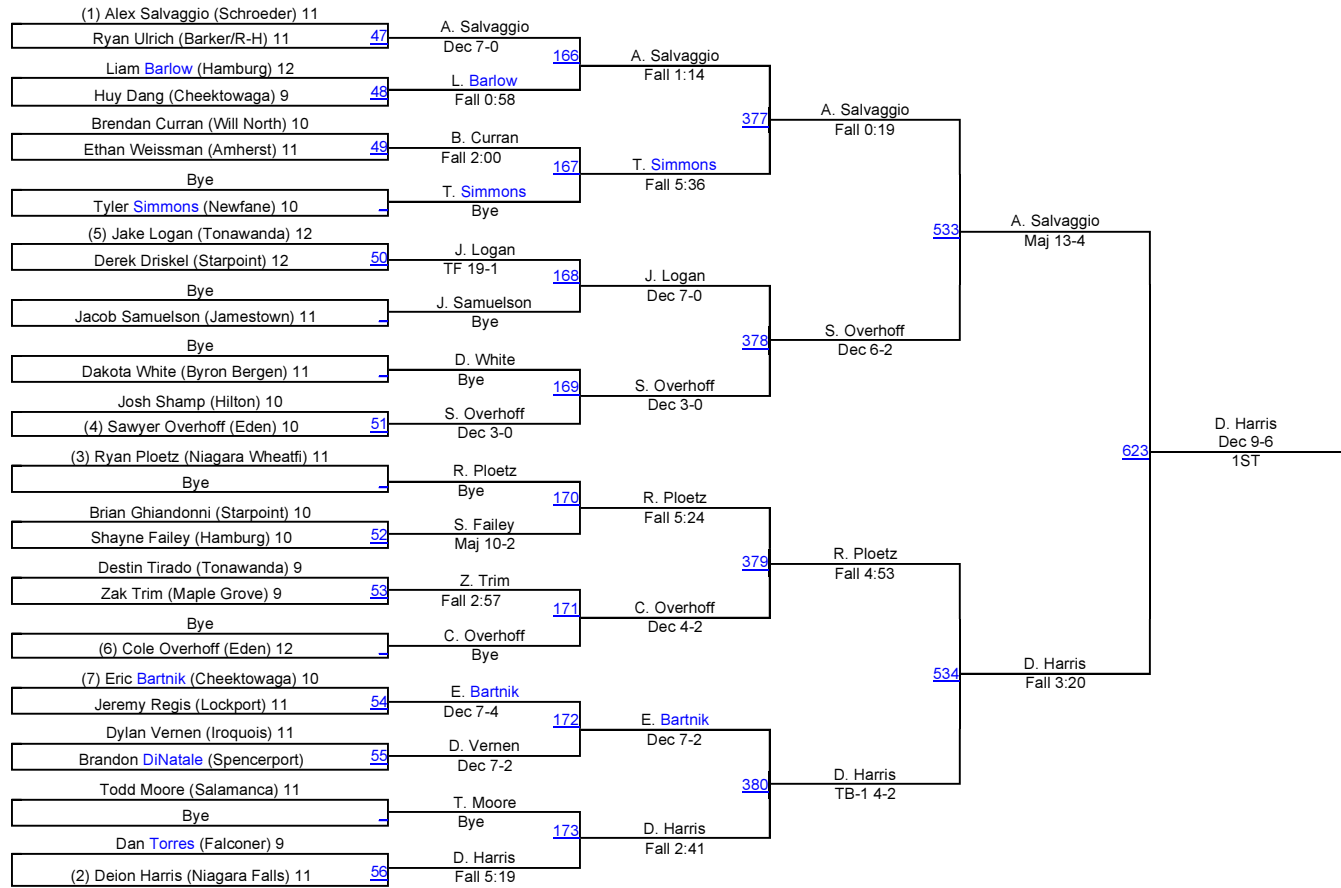 (1) Alex Salvaggio (Schroeder) 11
Ryan Ulrich (Barker/R-H) 11
47
Liam Barlow (Hamburg) 12
Huy Dang (Cheektowaga) 9
48
Brendan Curran (Will North) 10
Ethan Weissman (Amherst) 11
49
Bye
Tyler Simmons (Newfane) 10
(5) Jake Logan (Tonawanda) 12
Derek Driskel (Starpoint) 12
50
Bye
Jacob Samuelson (Jamestown) 11
Bye
Dakota White (Byron Bergen) 11
Josh Shamp (Hilton) 10
(4) Sawyer Overhoff (Eden) 10
51
(3) Ryan Ploetz (Niagara Wheatfi) 11
Bye
Brian Ghiandonni (Starpoint) 10
Shayne Failey (Hamburg) 10
52
Destin Tirado (Tonawanda) 9
Zak Trim (Maple Grove) 9
53
Bye
(6) Cole Overhoff (Eden) 12
(7) Eric Bartnik (Cheektowaga) 10
Jeremy Regis (Lockport) 11
54
Dylan Vernen (Iroquois) 11
Brandon DiNatale (Spencerport)
55
Todd Moore (Salamanca) 11
Bye
Dan Torres (Falconer) 9
(2) Deion Harris (Niagara Falls) 11
56
A. Salvaggio
Dec 7-0
166
L. Barlow
Fall 0:58
B. Curran
Fall 2:00
167
T. Simmons
Bye
J. Logan
TF 19-1
168
J. Samuelson
Bye
D. White
Bye
169
S. Overhoff
Dec 3-0
R. Ploetz
Bye
170
S. Failey
Maj 10-2
Z. Trim
Fall 2:57
171
C. Overhoff
Bye
E. Bartnik
Dec 7-4
172
D. Vernen
Dec 7-2
T. Moore
Bye
173
D. Harris
Fall 5:19
A. Salvaggio
Fall 1:14
377
T. Simmons
Fall 5:36
J. Logan
Dec 7-0
378
S. Overhoff
Dec 3-0
R. Ploetz
Fall 5:24
379
C. Overhoff
Dec 4-2
E. Bartnik
Dec 7-2
380
D. Harris
Fall 2:41
A. Salvaggio
Fall 0:19
533
S. Overhoff
Dec 6-2
R. Ploetz
Fall 4:53
534
D. Harris
TB-1 4-2
A. Salvaggio
Maj 13-4
623
D. Harris
Fall 3:20
D. Harris
Dec 9-6
1ST